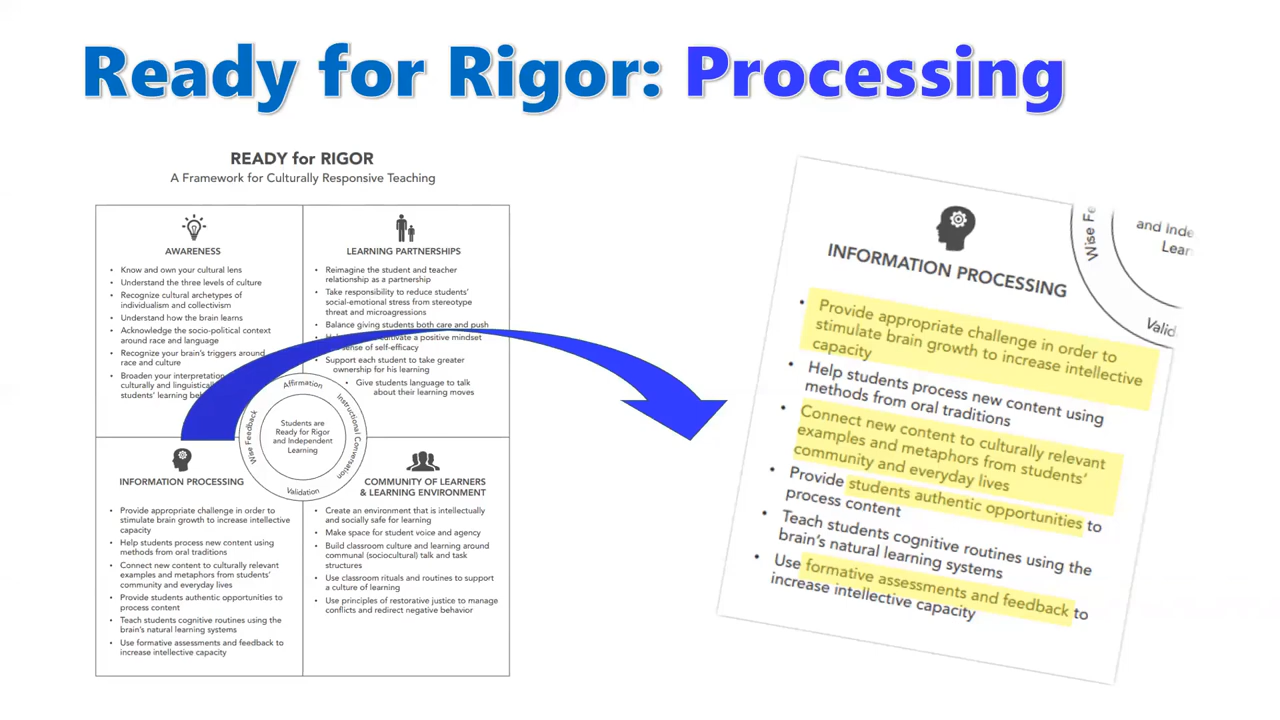 Ready for Rigor: Processing
READY for RIGOR
A Framework for Culturally Responsive Teaching
AWARENESS
• Know and own your cultural lens
• Understand the three levels of culture
• Recognize cultural archetypes of
individualism and collectivism
• Understand how the brain learns
• Acknowledge the socio-political context
around race and language
• Recognize your brain's triggers around
race and culture
• Broaden your interpretation
culturally and linguistically
students' learning
LEARNING PARTNERSHIPS
• Reimagine the student and teacher
relationship as a partnership
• Take responsibility to reduce students'
social-emotional stress from stereotype
threat and microagressions
• Balance giving students both care and push
cultivate a positive mindset
sense of self-efficacy
• Support each student to take greater
ownership for his learning
• Give students language to talk
about their learning moves
Affirmation
Wise Feedback
Instructional Conversation
Validation
Students are
Ready for Rigor
and Independent
Learning
INFORMATION PROCESSING
• Provide appropriate challenge in order to
stimulate brain growth to increase intellective
capacity
• Help students process new content using
methods from oral traditions
• Connect new content to culturally relevant
examples and metaphors from students'
community and everyday lives
• Provide students authentic opportunities to
process content
• Teach students cognitive routines using the
brain's natural learning systems
• Use formative assessments and feedback to
increase intellective capacity
COMMUNITY OF LEARNERS
& LEARNING ENVIRONMENT
• Create an environment that is intellectually
and socially safe for learning
• Make space for student voice and agency
• Build classroom culture and learning around
communal (sociocultural) talk and task
structures
• Use classroom rituals and routines to support
a culture of learning
• Use principles of restorative justice to manage
conflicts and redirect negative behavior
INFORMATION PROCESSING
• Provide appropriate challenge in order to
stimulate brain growth to increase intellective
capacity
• Help students process new content using
methods from oral traditions
• Connect new content to culturally relevant
examples and metaphors from students'
community and everyday lives
• Provide students authentic opportunities to
process content
• Teach students cognitive routines using the
brain's natural learning systems
• Use formative assessments and feedback to
increase intellective capacity
Wise Fe
and Inde
Lear
Valid